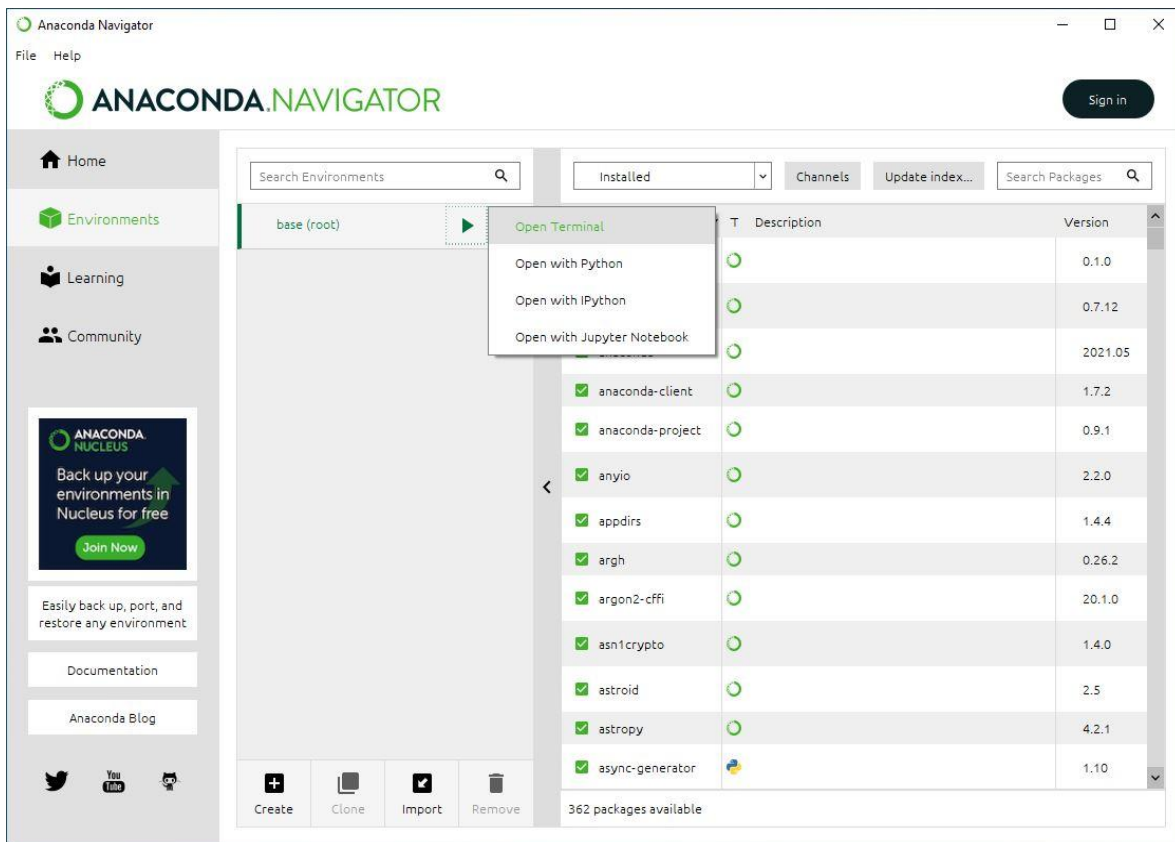 Anaconda Navigator
File Help
ANACONDA.NAVIGATOR
Sign in
Home
Environments
Learning
Community
ANACONDA.
NUCLEUS
Back up your
environments in
Nucleus for free
Join Now
Easily back up, port, and
restore any environment
Documentation
Anaconda Blog
You
Tube
Search Environments
base (root)
Open Terminal
Open with Python
Open with IPython
Open with Jupyter Notebook
Create Clone Import Remove
Installed Channels Update index... Search Packages
T Description Version
0.1.0
0.7.12
2021.05
anaconda-client 1.7.2
anaconda-project 0.9.1
anyio 2.2.0
appdirs 1.4.4
argh 0.26.2
argon2-cffi 20.1.0
asn1crypto 1.4.0
astroid 2.5
astropy 4.2.1
async-generator 1.10
362 packages available